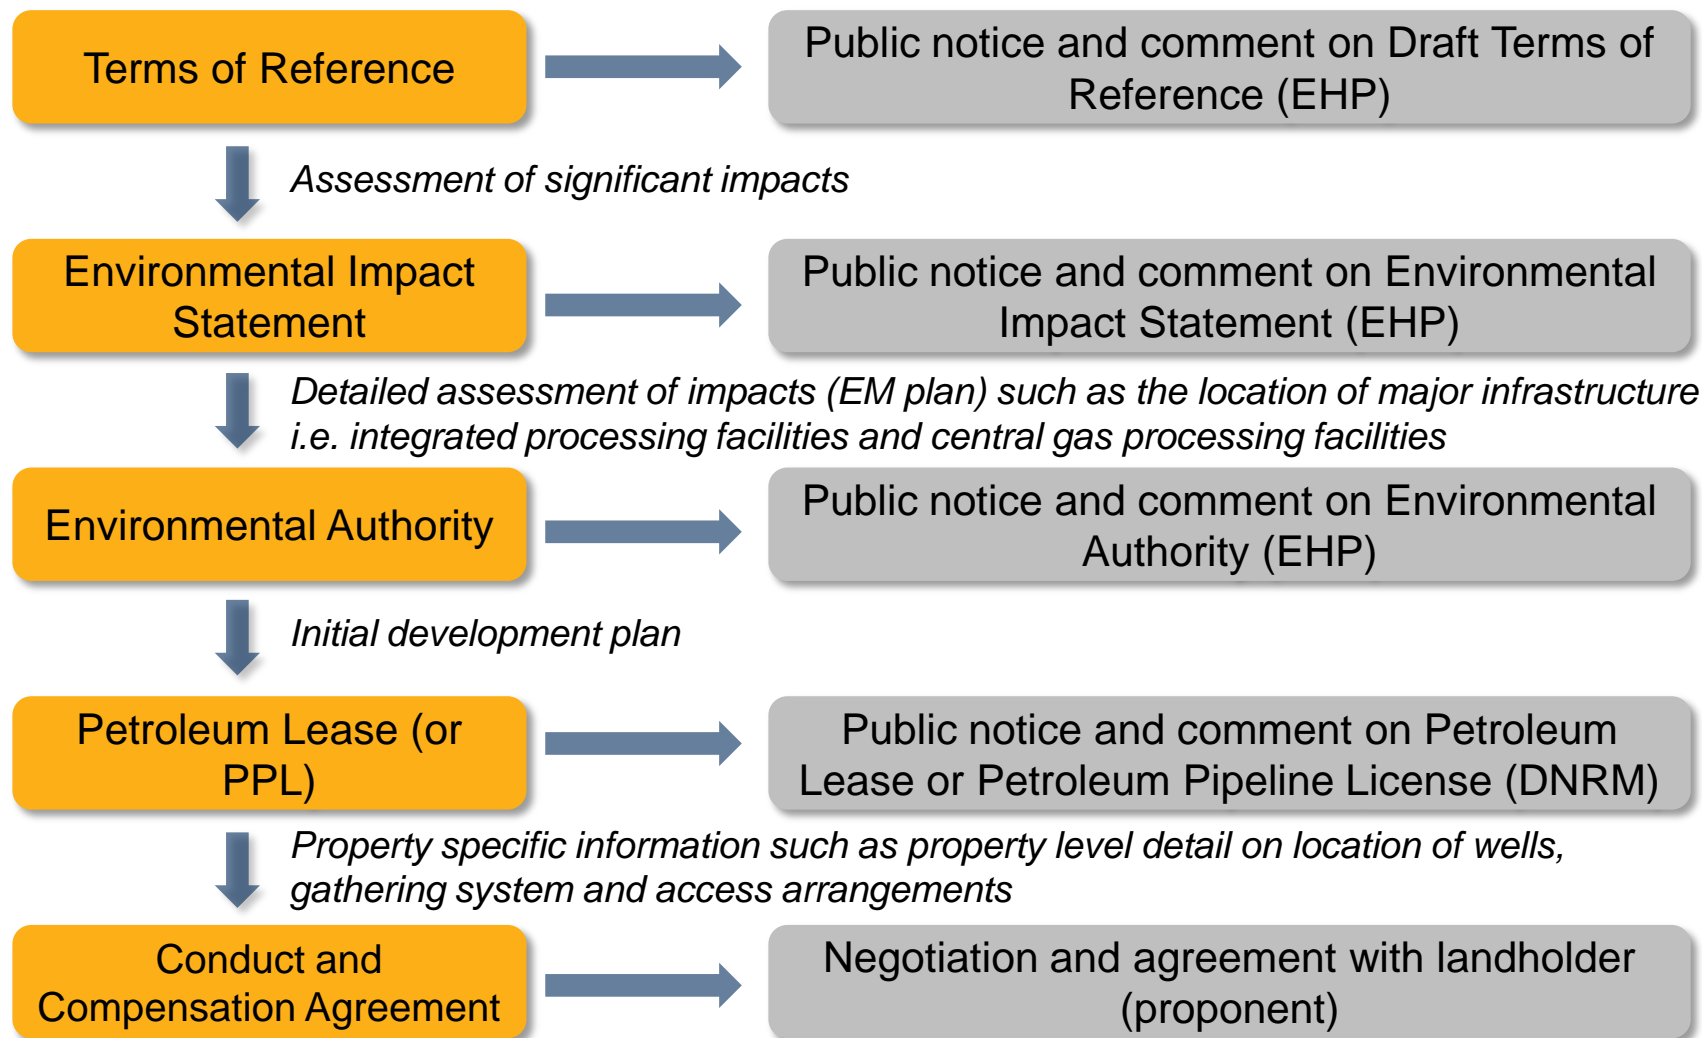 Terms of Reference
Public notice and comment on Draft Terms of
Reference (EHP)
Assessment of significant impacts
Environmental Impact
Statement
Public notice and comment on Environmental
Impact Statement (EHP)
Detailed assessment of impacts (EM plan) such as the location of major infrastructure
i.e. integrated processing facilities and central gas processing facilities
Environmental Authority
Public notice and comment on Environmental
Authority (EHP)
Initial development plan
Petroleum Lease (or
PPL)
Public notice and comment on Petroleum
Lease or Petroleum Pipeline License (DNRM)
Property specific information such as property level detail on location of wells,
gathering system and access arrangements
Conduct and
Compensation Agreement
Negotiation and agreement with landholder
(proponent)